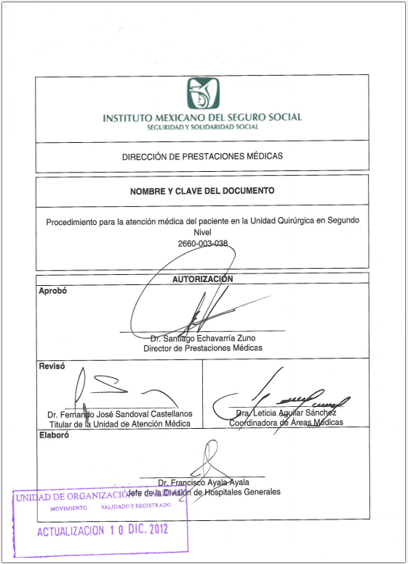 INSTITUTO MEXICANO DEL SEGURO SOCIAL
SEGURIDAD Y SOLIDARIDAD SOCIAL
DIRECCIÓN DE PRESTACIONES MÉDICAS
NOMBRE Y CLAVE DEL DOCUMENTO
Procedimiento para la atención médica del paciente en la Unidad Quirúrgica en Segundo
Nivel
2660-003-038
AUTORIZACIÓN
Aprobó
Dr. Santiago Echavarría Zuno
Director de Prestaciones Médicas
Revisó
Dr. Fernando José Sandoval Castellanos
Titular de la Unidad de Atención Médica
Dra. Leticia Aguilar Sánchez
Coordinadora de Áreas Médicas
Elaboró
Dr. Francisco Ayala Ayala
Jefe de la División de Hospitales Generales
UNIDAD DE ORGANIZACIÓN
MOVIMIENTO VALIDADO Y REGISTRADO
ACTUALIZACION 10 DIC. 2012